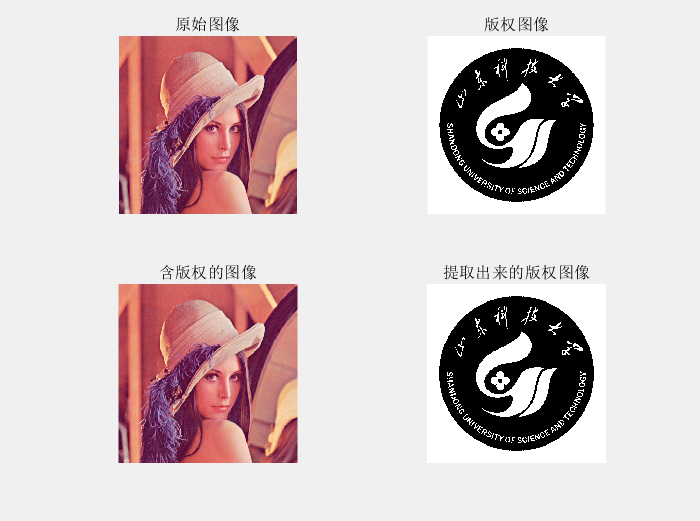 原始图像
版权图像
山东科技大学
SHANDONG UNIVERSITY OF SCIENCE AND TECHNOLOGY
含版权的图像
提取出来的版权图像
山东科技大学
SHANDONG UNIVERSITY OF SCIENCE AND TECHNOLOGY